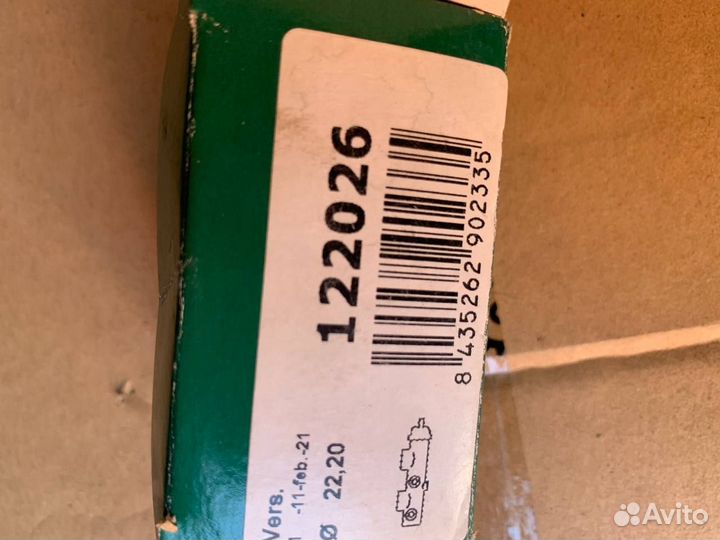 122026
8 435262 902335
Vers.
-11-feb.-21
Ø 22,20
Avito